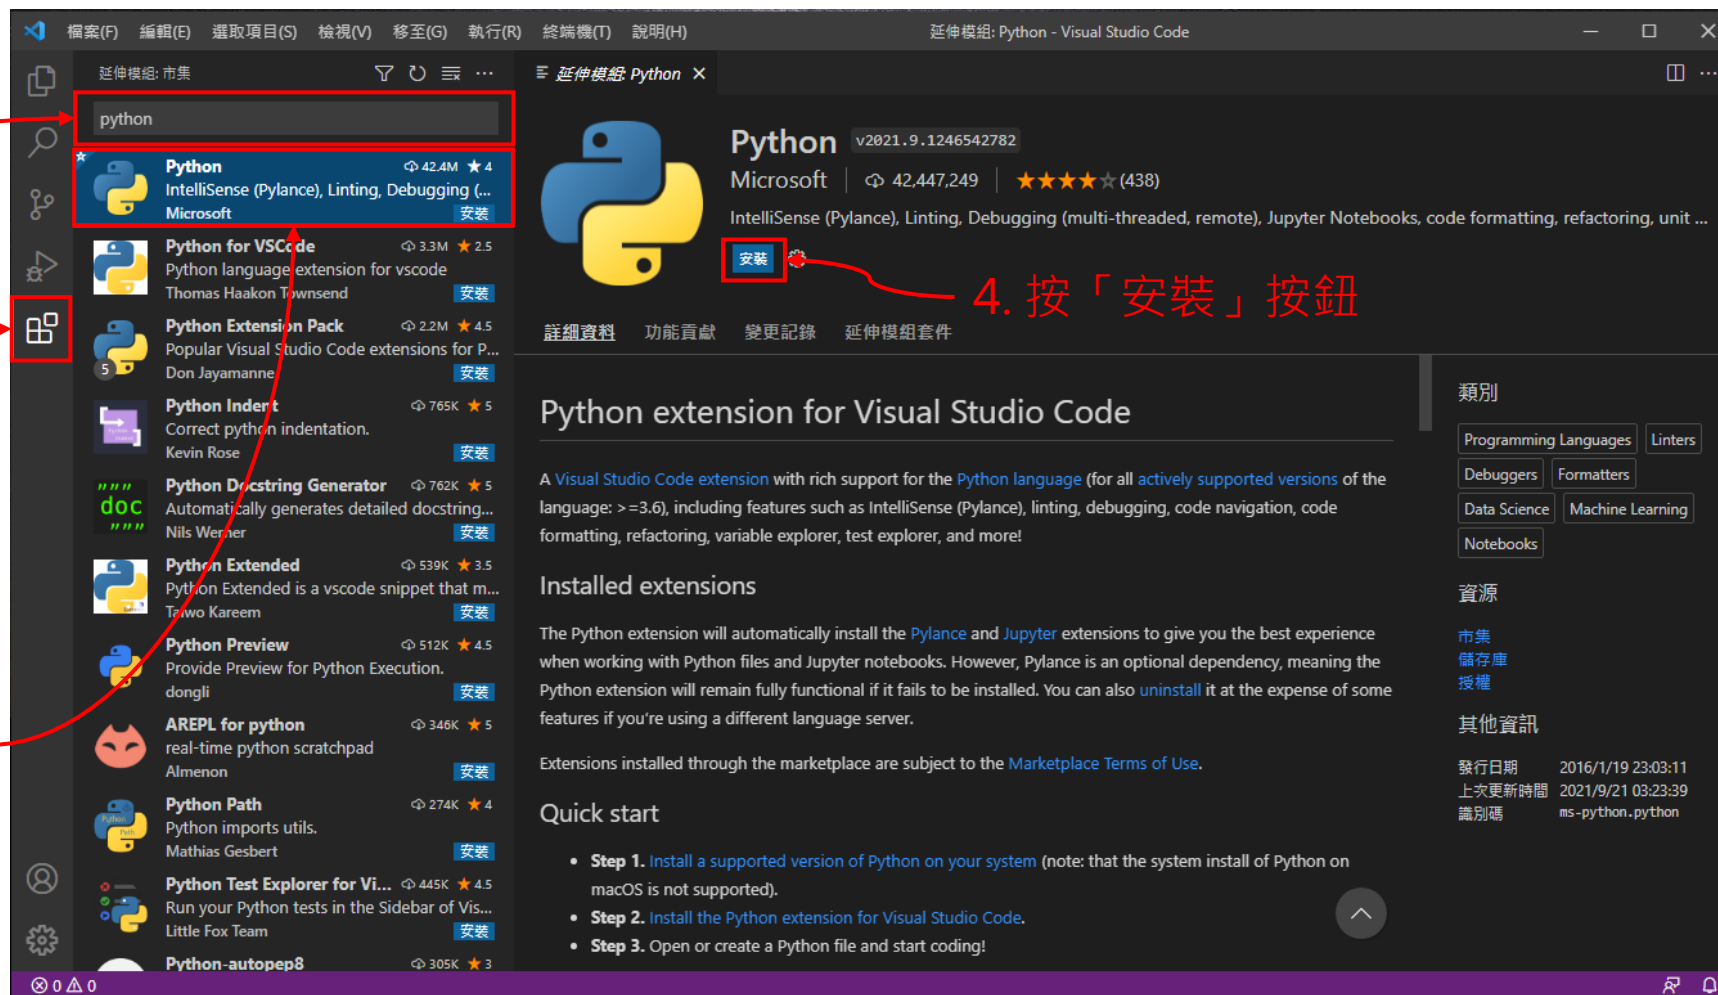 檔案(F) 編輯(E) 選取項目(S) 檢視(V) 移至(G) 執行(R) 終端機(T) 說明(H)
延伸模組: Python - Visual Studio Code
延伸模組: 市集
python
Python 42.4M ★ 4
IntelliSense (Pylance), Linting, Debugging (...
Microsoft 安裝
Python for VSCode 3.3M ★ 2.5
Python language extension for vscode
Thomas Haakon Townsend 安裝
Python Extension Pack 2.2M ★ 4.5
Popular Visual Studio Code extensions for P...
5
Don Jayamanne 安裝
Python Indent 765K ★ 5
Correct python indentation.
Kevin Rose 安裝
Python Docstring Generator 762K ★ 5
Automatically generates detailed docstring...
Nils Werner 安裝
""" doc """
Python Extended 539K ★ 3.5
Python Extended is a vscode snippet that m...
Taiwo Kareem 安裝
Python Preview 512K ★ 4.5
Provide Preview for Python Execution.
dongli 安裝
AREPL for python 346K ★ 5
real-time python scratchpad
Almenon 安裝
Python Path 274K ★ 4
Python imports utils.
Mathias Gesbert 安裝
Python Test Explorer for Vi... 445K ★ 4.5
Run your Python tests in the Sidebar of Vis...
Little Fox Team 安裝
Python-autopep8 305K ★ 3
延伸模組: Python
Python v2021.9.1246542782
Microsoft 42,447,249 ★★★★☆(438)
IntelliSense (Pylance), Linting, Debugging (multi-threaded, remote), Jupyter Notebooks, code formatting, refactoring, unit ...
安裝
4. 按「安裝」按鈕
詳細資料 功能貢獻 變更記錄 延伸模組套件
Python extension for Visual Studio Code
A Visual Studio Code extension with rich support for the Python language (for all actively supported versions of the
language: >=3.6), including features such as IntelliSense (Pylance), linting, debugging, code navigation, code
formatting, refactoring, variable explorer, test explorer, and more!
Installed extensions
The Python extension will automatically install the Pylance and Jupyter extensions to give you the best experience
when working with Python files and Jupyter notebooks. However, Pylance is an optional dependency, meaning the
Python extension will remain fully functional if it fails to be installed. You can also uninstall it at the expense of some
features if you're using a different language server.
Extensions installed through the marketplace are subject to the Marketplace Terms of Use.
Quick start
• Step 1. Install a supported version of Python on your system (note: that the system install of Python on
macOS is not supported).
• Step 2. Install the Python extension for Visual Studio Code.
• Step 3. Open or create a Python file and start coding!
類別
Programming Languages Linters
Debuggers Formatters
Data Science Machine Learning
Notebooks
資源
市集
儲存庫
授權
其他資訊
發行日期 2016/1/19 23:03:11
上次更新時間 2021/9/21 03:23:39
識別碼 ms-python.python
0 0